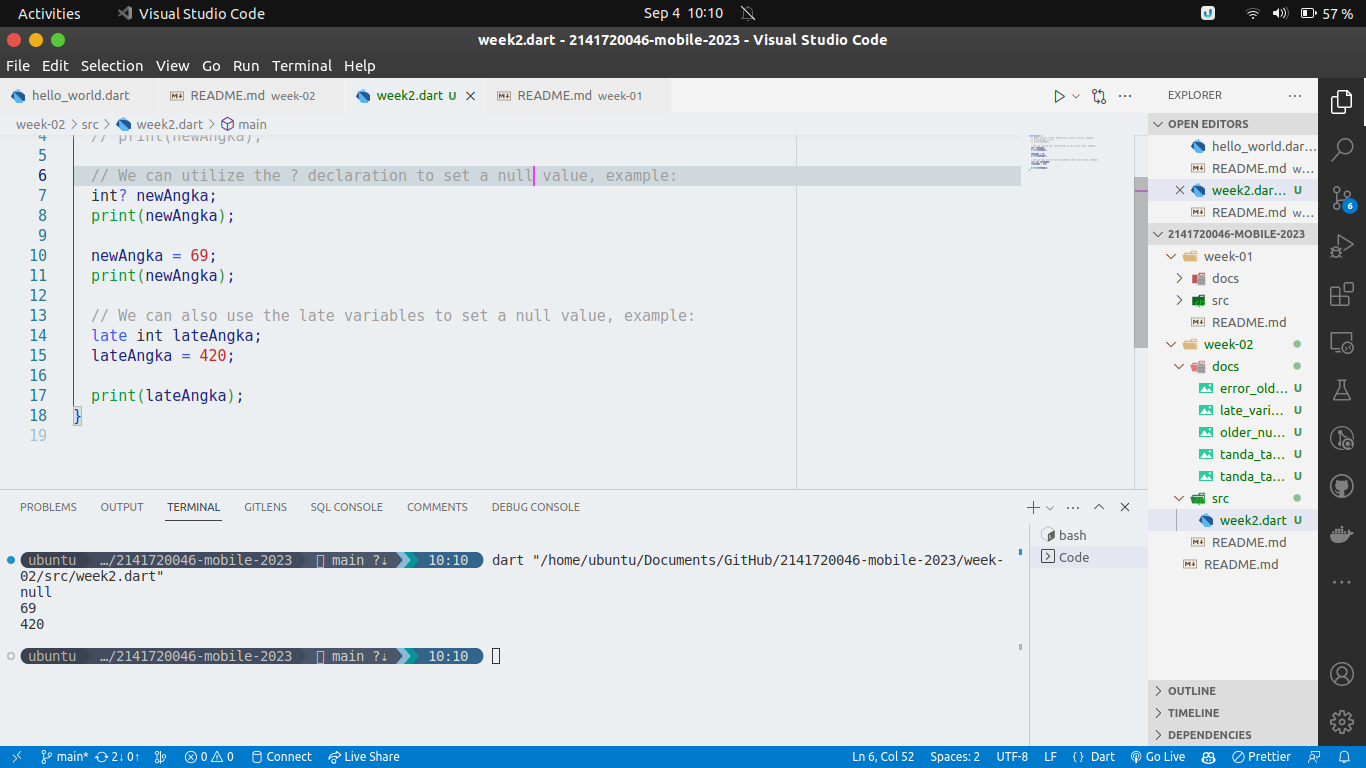 Activities Visual Studio Code Sep 4 10:10 57 %
week2.dart - 2141720046-mobile-2023 - Visual Studio Code
File Edit Selection View Go Run Terminal Help
hello_world.dart README.md week-02 week2.dart U README.md week-01
week-02 > src > week2.dart > main
4 // print(newAngka);
5
6 // We can utilize the ? declaration to set a null value, example:
7 int? newAngka;
8 print(newAngka);
9
10 newAngka = 69;
11 print(newAngka);
12
13 // We can also use the late variables to set a null value, example:
14 late int lateAngka;
15 lateAngka = 420;
16
17 print(lateAngka);
18 }
19
EXPLORER
OPEN EDITORS
hello_world.dar...
README.md w...
week2.dar... U
README.md w...
2141720046-MOBILE-2023
week-01
docs
src
README.md
week-02
docs
error_old... U
late_vari... U
older_nu... U
tanda_ta... U
tanda_ta... U
src
week2.dart U
README.md
README.md
OUTLINE
TIMELINE
DEPENDENCIES
6
PROBLEMS OUTPUT TERMINAL GITLENS SQL CONSOLE COMMENTS DEBUG CONSOLE
bash
Code
ubuntu …/2141720046-mobile-2023 main ?↓ 10:10 dart "/home/ubuntu/Documents/GitHub/2141720046-mobile-2023/week-
02/src/week2.dart"
null
69
420
ubuntu …/2141720046-mobile-2023 main ?↓ 10:10
main* 2↓ 0↑ 0 0 Connect Live Share Ln 6, Col 52 Spaces: 2 UTF-8 LF { } Dart Go Live Prettier